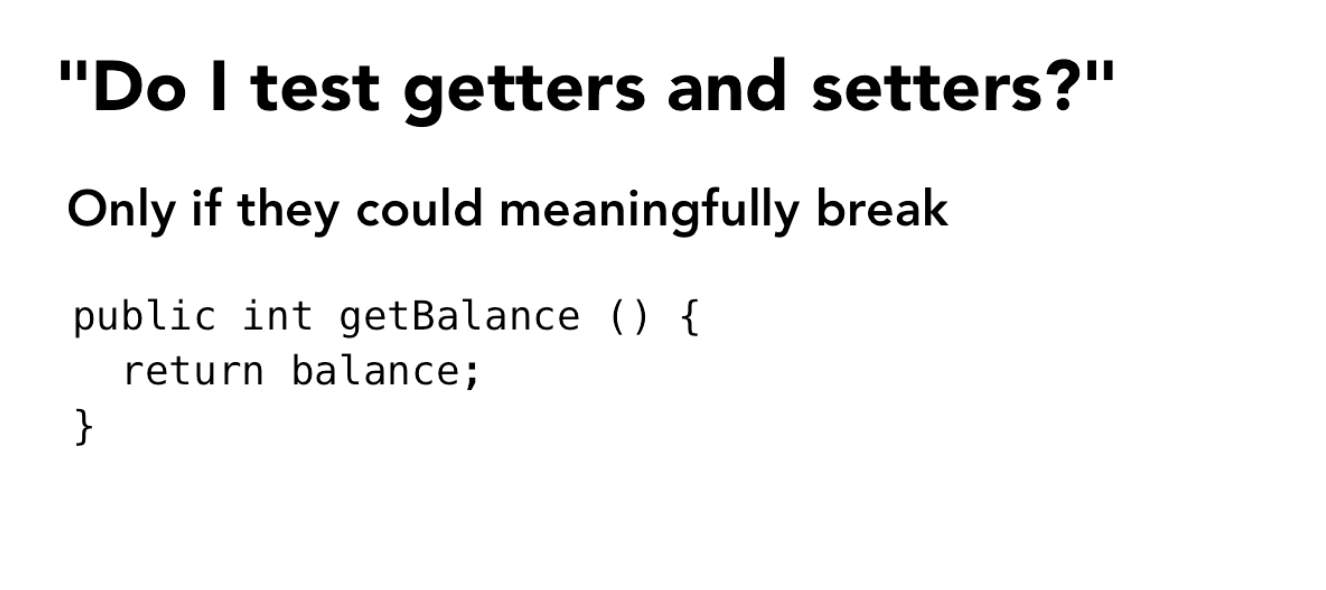 "Do I test getters and setters?"
Only if they could meaningfully break
public int getBalance () {
  return balance;
}